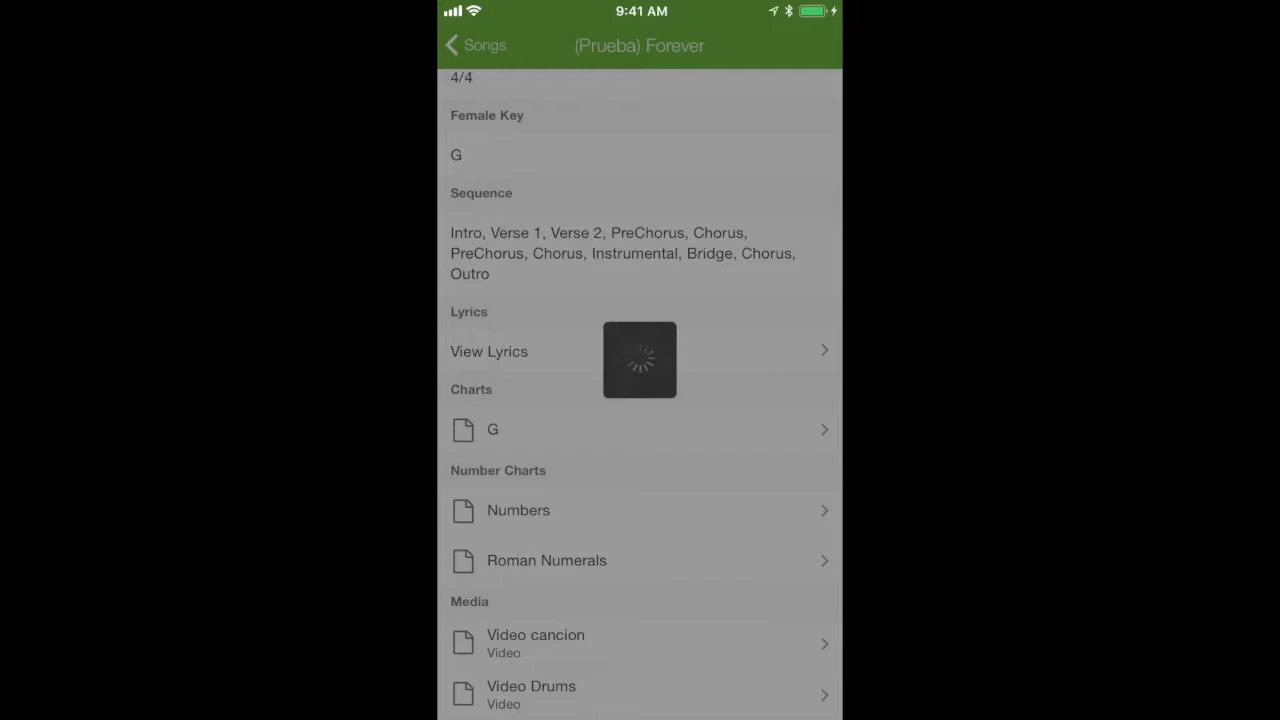 9:41 AM
Songs
(Prueba) Forever
4/4
Female Key
G
Sequence
Intro, Verse 1, Verse 2, PreChorus, Chorus,
PreChorus, Chorus, Instrumental, Bridge, Chorus,
Outro
Lyrics
View Lyrics
Charts
G
Number Charts
Numbers
Roman Numerals
Media
Video cancion
Video
Video Drums
Video